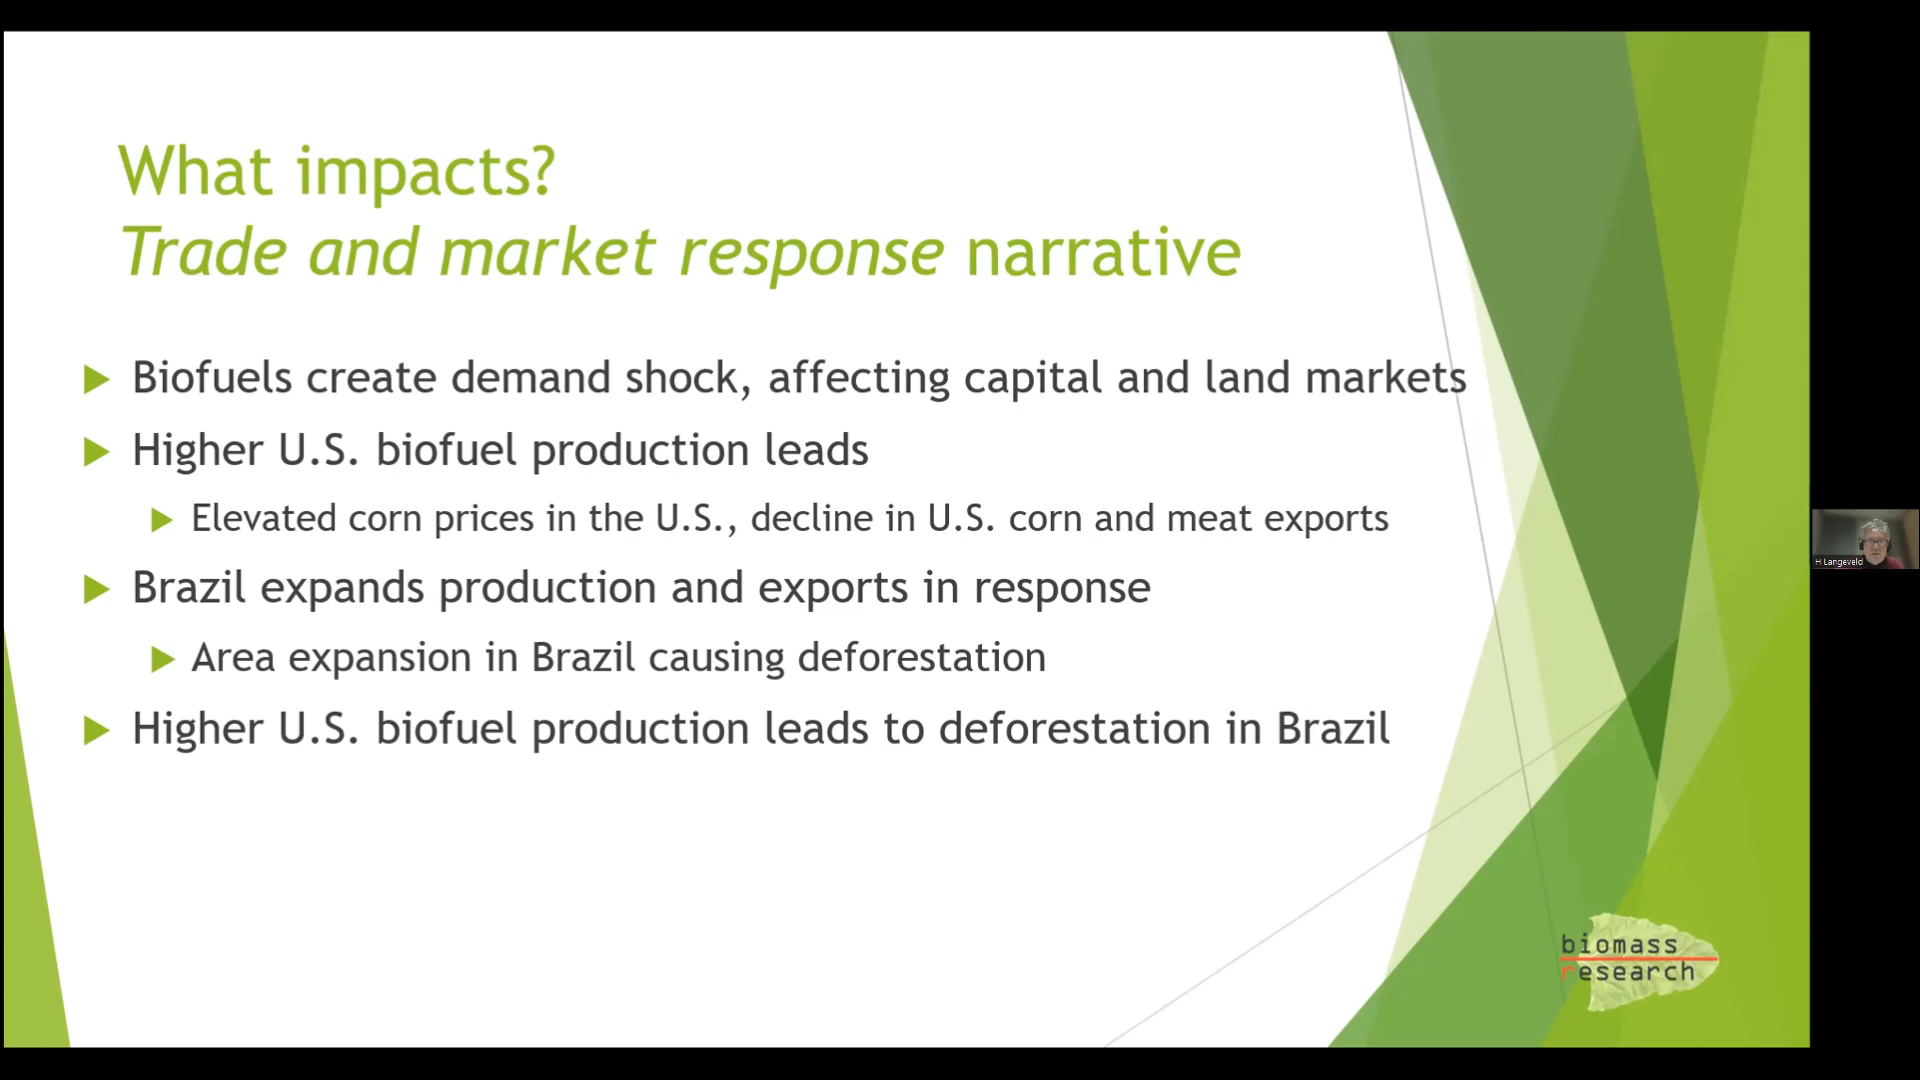 What impacts?
Trade and market response narrative
Biofuels create demand shock, affecting capital and land markets
Higher U.S. biofuel production leads
Elevated corn prices in the U.S., decline in U.S. corn and meat exports
Brazil expands production and exports in response
Area expansion in Brazil causing deforestation
Higher U.S. biofuel production leads to deforestation in Brazil
H Langeveld
biomass
research